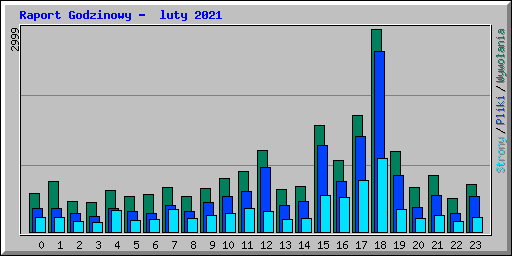 Raport Godzinowy - luty 2021
2999
0 1 2 3 4 5 6 7 8 9 10 11 12 13 14 15 16 17 18 19 20 21 22 23
Strony / Pliki / Wywołania